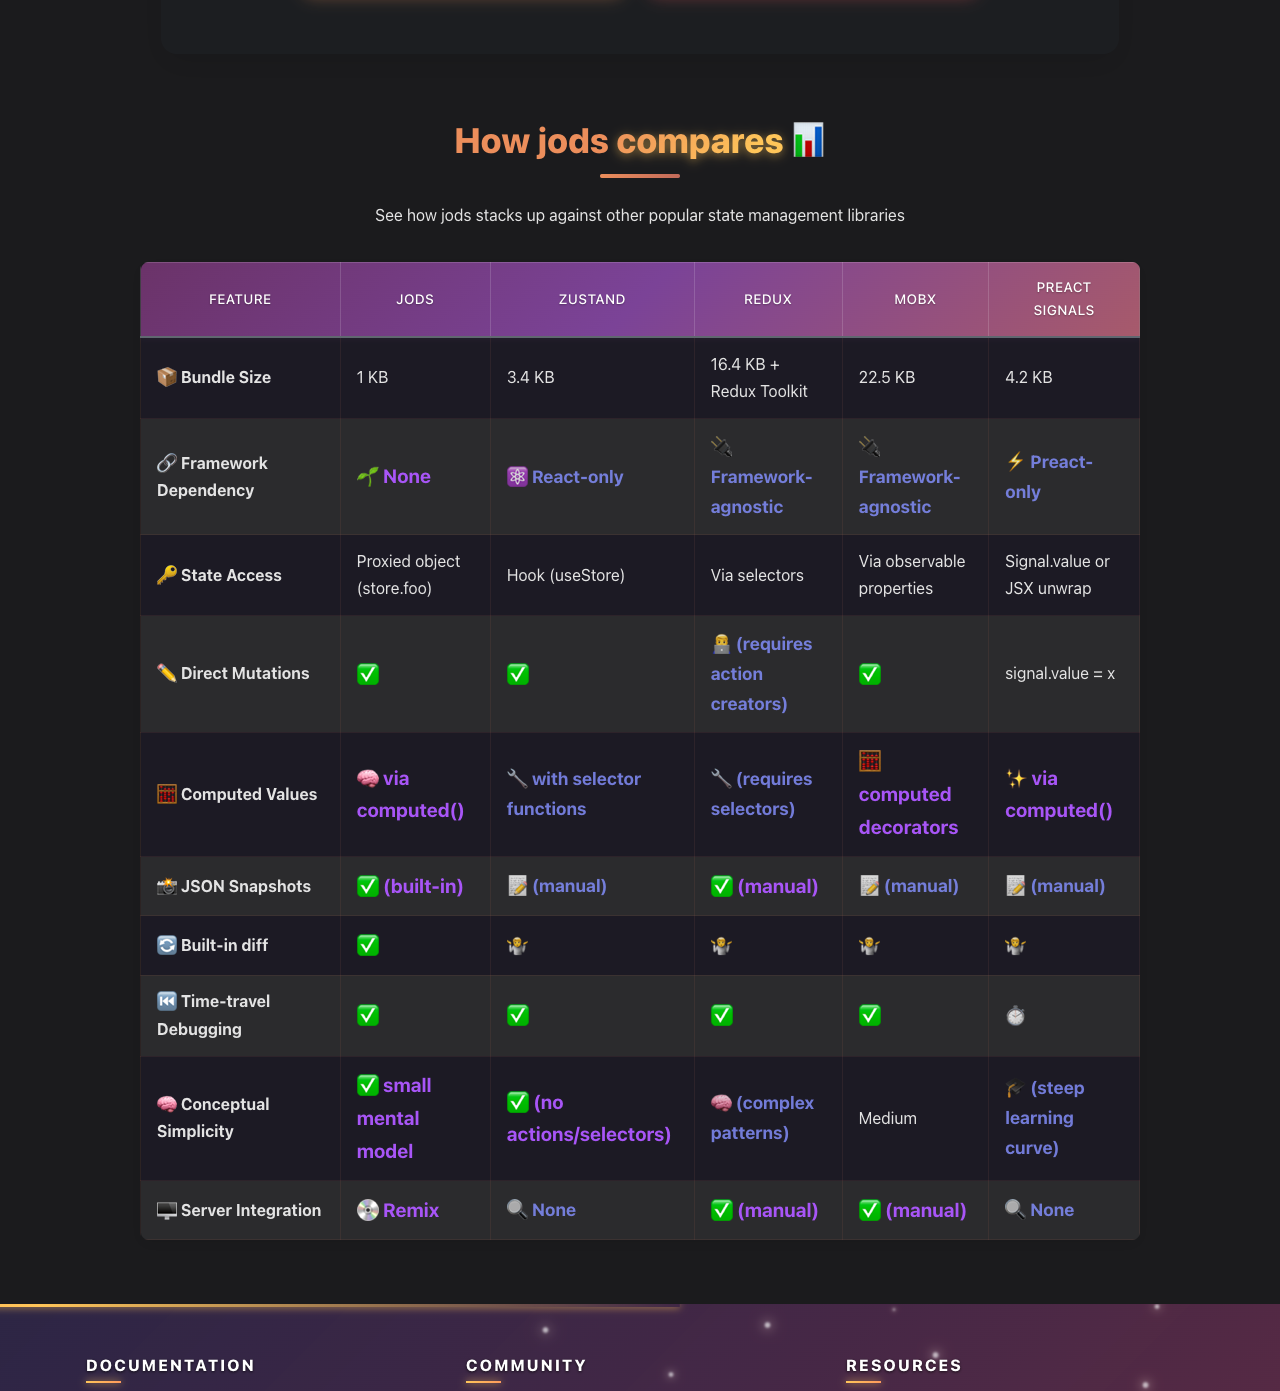 How jods compares 📊
See how jods stacks up against other popular state management libraries
FEATURE JODS ZUSTAND REDUX MOBX PREACT SIGNALS
📦 Bundle Size 1 KB 3.4 KB 16.4 KB + Redux Toolkit 22.5 KB 4.2 KB
🔗 Framework Dependency 🌱 None ⚛️ React-only 🔌 Framework-agnostic 🔌 Framework-agnostic ⚡ Preact-only
🔑 State Access Proxied object (store.foo) Hook (useStore) Via selectors Via observable properties Signal.value or JSX unwrap
✏️ Direct Mutations ✅ ✅ 👨‍💻 (requires action creators) ✅ signal.value = x
🧮 Computed Values 🧠 via computed() 🔧 with selector functions 🔧 (requires selectors) 🧮 computed decorators ✨ via computed()
📸 JSON Snapshots ✅ (built-in) 📝 (manual) ✅ (manual) 📝 (manual) 📝 (manual)
🔄 Built-in diff ✅ 🤷 🤷 🤷 🤷
⏮️ Time-travel Debugging ✅ ✅ ✅ ✅ ⏱️
🧠 Conceptual Simplicity ✅ small mental model ✅ (no actions/selectors) 🧠 (complex patterns) Medium 🎓 (steep learning curve)
🖥️ Server Integration 💿 Remix 🔍 None ✅ (manual) ✅ (manual) 🔍 None
DOCUMENTATION COMMUNITY RESOURCES